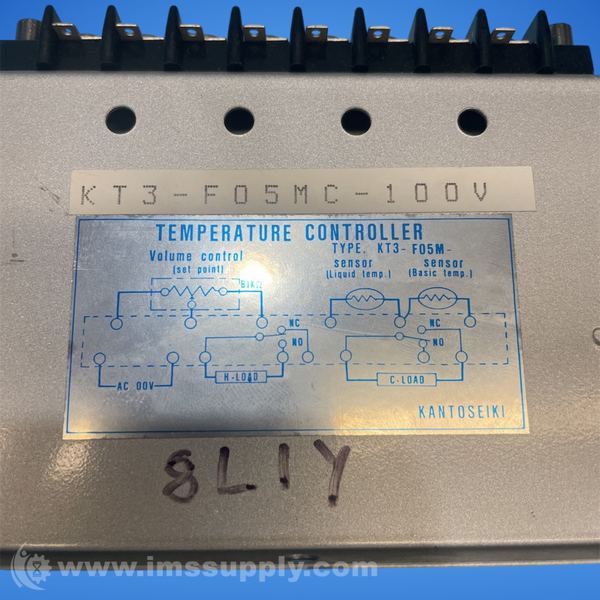 KT3-F05MC-100V
TEMPERATURE CONTROLLER
TYPE. KT3-F05M-
Volume control
(set point)
sensor
(Liquid temp.)
sensor
(Basic temp.)
B1KΩ
NC
NO
NC
NO
AC 00V
H-LOAD
C-LOAD
KANTOSEIKI
8L1Y
www.imssupply.com